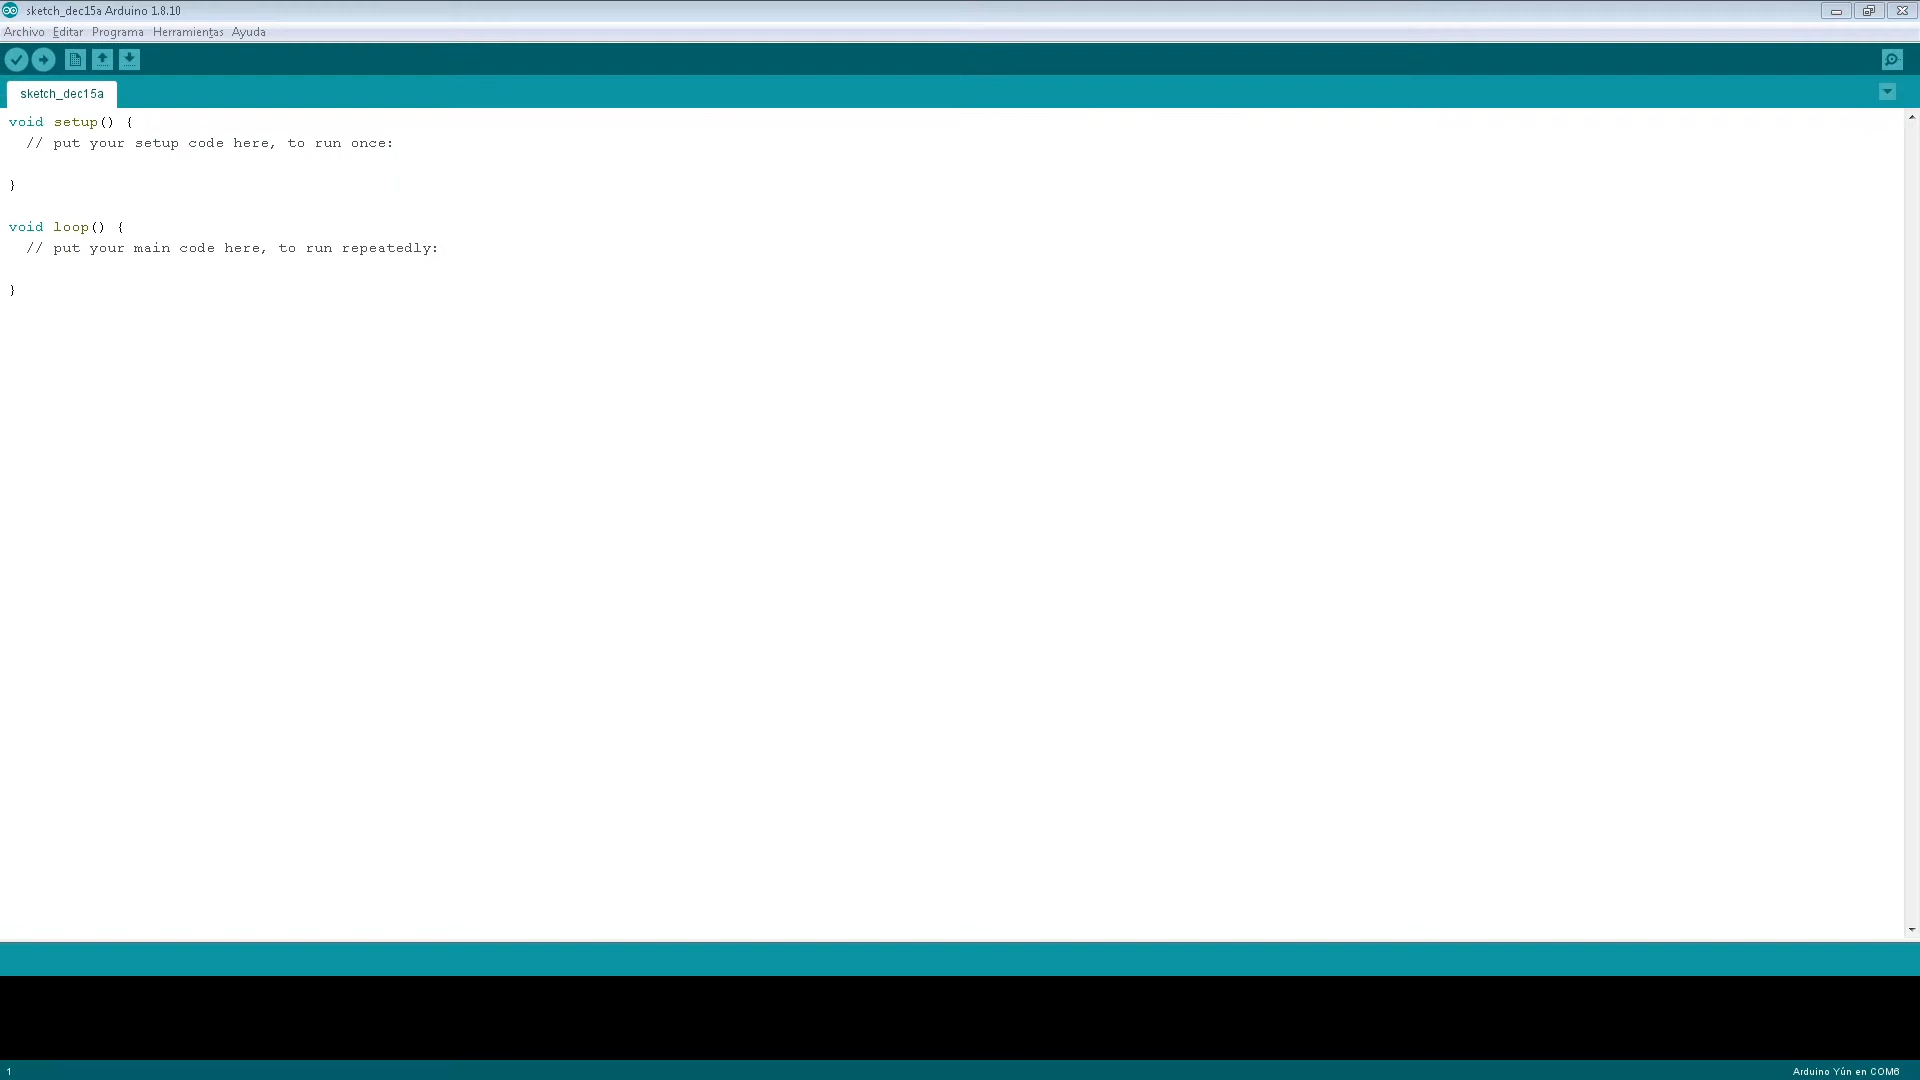 sketch_dec15a Arduino 1.8.10
Archivo Editar Programa Herramientas Ayuda
sketch_dec15a
void setup() {
  // put your setup code here, to run once:
}
void loop() {
  // put your main code here, to run repeatedly:
}
1
Arduino Yún en COM6